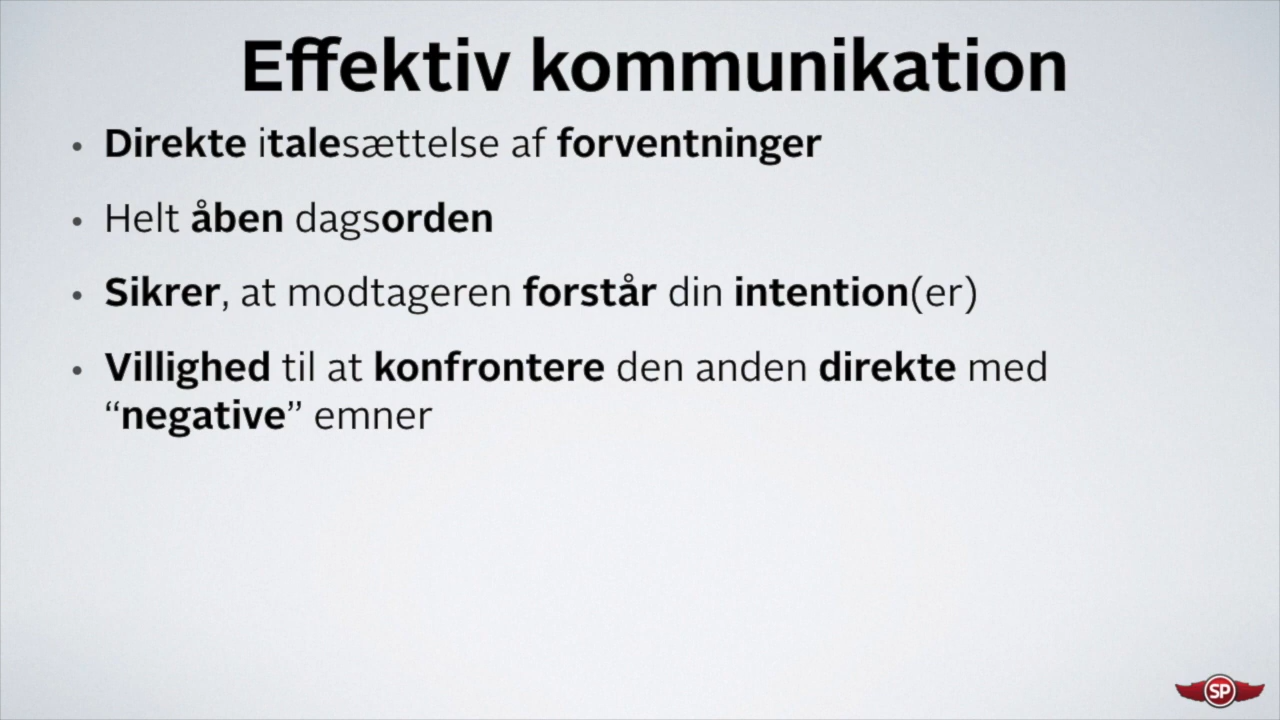 Effektiv kommunikation
• Direkte italesættelse af forventninger
• Helt åben dagsorden
• Sikrer, at modtageren forstår din intention(er)
• Villighed til at konfrontere den anden direkte med
“negative” emner
SP